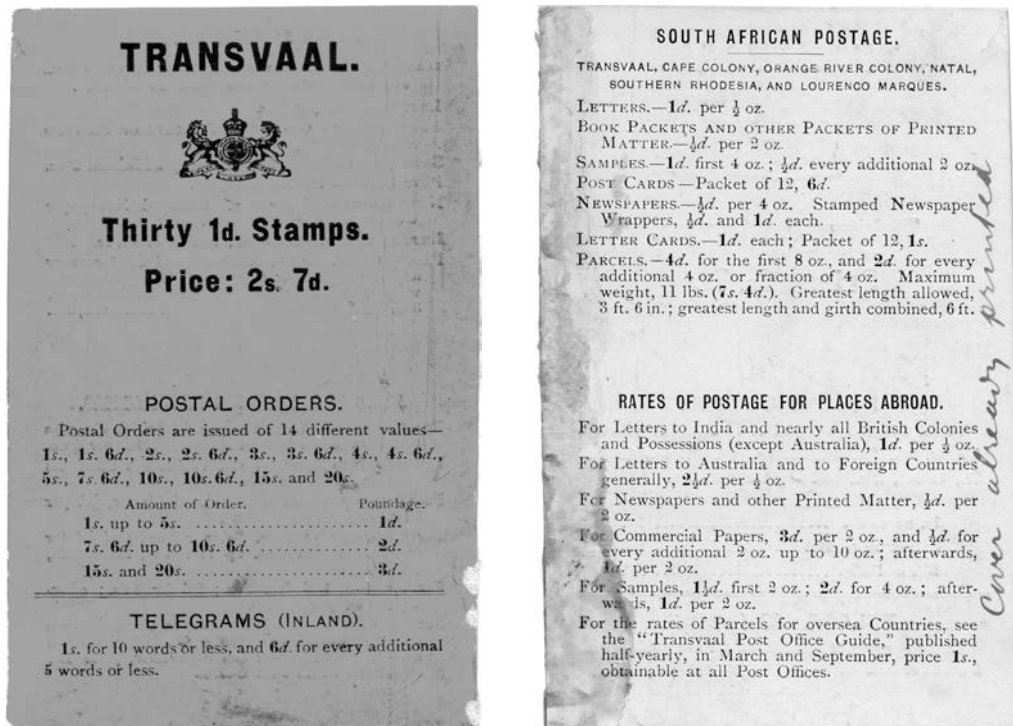 TRANSVAAL.
Thirty 1d. Stamps.
Price: 2s. 7d.
POSTAL ORDERS.
Postal Orders are issued of 14 different values—
1s., 1s. 6d., 2s., 2s. 6d., 3s., 3s. 6d., 4s., 4s. 6d.,
5s., 7s. 6d., 10s., 10s. 6d., 15s. and 20s.
Amount of Order. Poundage.
1s. up to 5s. ........................ 1d.
7s. 6d. up to 10s. 6d. ............... 2d.
15s. and 20s. ........................ 3d.
TELEGRAMS (INLAND).
1s. for 10 words or less, and 6d. for every additional
5 words or less.
SOUTH AFRICAN POSTAGE.
TRANSVAAL, CAPE COLONY, ORANGE RIVER COLONY, NATAL,
SOUTHERN RHODESIA, AND LOURENCO MARQUES.
LETTERS.—1d. per ½ oz.
BOOK PACKETS AND OTHER PACKETS OF PRINTED
MATTER.—½d. per 2 oz.
SAMPLES.—1d. first 4 oz.; ½d. every additional 2 oz.
POST CARDS—Packet of 12, 6d.
NEWSPAPERS.—½d. per 4 oz. Stamped Newspaper
Wrappers, ½d. and 1d. each.
LETTER CARDS.—1d. each; Packet of 12, 1s.
PARCELS.—4d. for the first 8 oz., and 2d. for every
additional 4 oz. or fraction of 4 oz. Maximum
weight, 11 lbs. (7s. 4d.). Greatest length allowed,
3 ft. 6 in.; greatest length and girth combined, 6 ft.
RATES OF POSTAGE FOR PLACES ABROAD.
For Letters to India and nearly all British Colonies
and Possessions (except Australia), 1d. per ½ oz.
For Letters to Australia and to Foreign Countries
generally, 2½d. per ½ oz.
For Newspapers and other Printed Matter, ½d. per
2 oz.
For Commercial Papers, 3d. per 2 oz., and ½d. for
every additional 2 oz. up to 10 oz.; afterwards,
1d. per 2 oz.
For Samples, 1½d. first 2 oz.; 2d. for 4 oz.; after-
wards, 1d. per 2 oz.
For the rates of Parcels for oversea Countries, see
the "Transvaal Post Office Guide," published
half-yearly, in March and September, price 1s.,
obtainable at all Post Offices.
Cover already printed